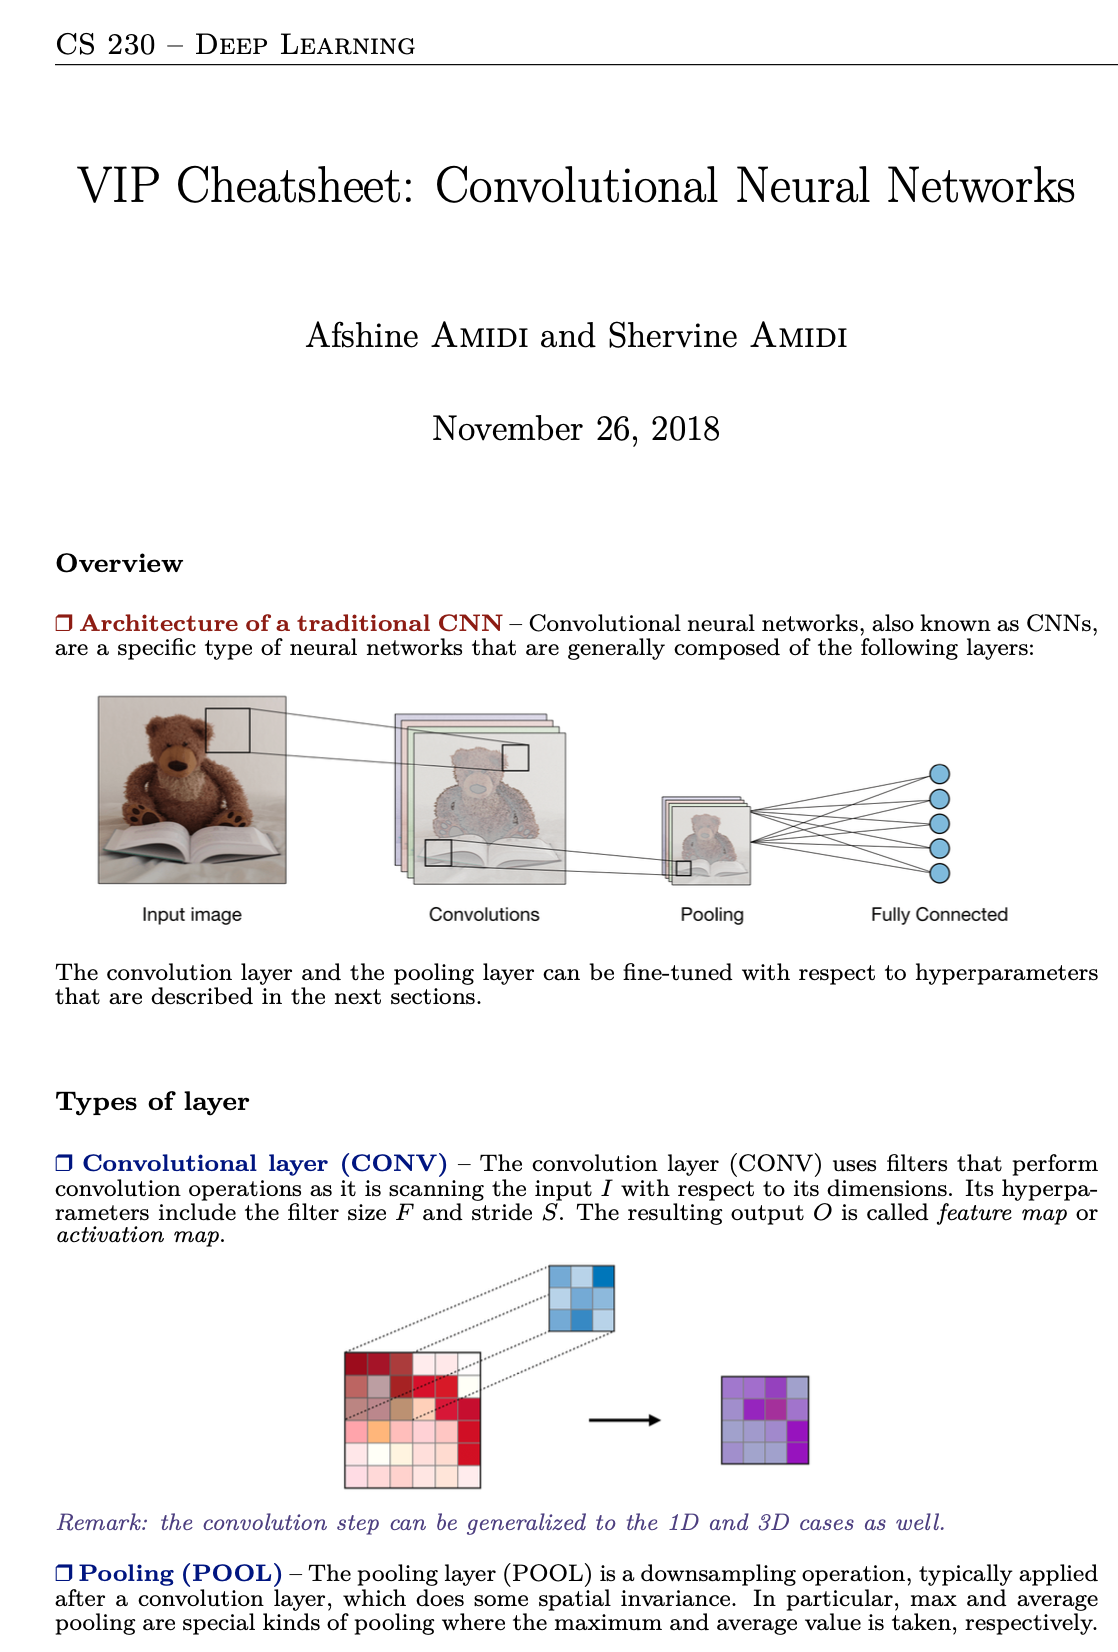 CS 230 – Deep Learning
VIP Cheatsheet: Convolutional Neural Networks
Afshine Amidi and Shervine Amidi
November 26, 2018
Overview
❒ Architecture of a traditional CNN – Convolutional neural networks, also known as CNNs,
are a specific type of neural networks that are generally composed of the following layers:
Input image Convolutions Pooling Fully Connected
The convolution layer and the pooling layer can be fine-tuned with respect to hyperparameters
that are described in the next sections.
Types of layer
❒ Convolutional layer (CONV) – The convolution layer (CONV) uses filters that perform
convolution operations as it is scanning the input I with respect to its dimensions. Its hyperpa-
rameters include the filter size F and stride S. The resulting output O is called feature map or
activation map.
Remark: the convolution step can be generalized to the 1D and 3D cases as well.
❒ Pooling (POOL) – The pooling layer (POOL) is a downsampling operation, typically applied
after a convolution layer, which does some spatial invariance. In particular, max and average
pooling are special kinds of pooling where the maximum and average value is taken, respectively.